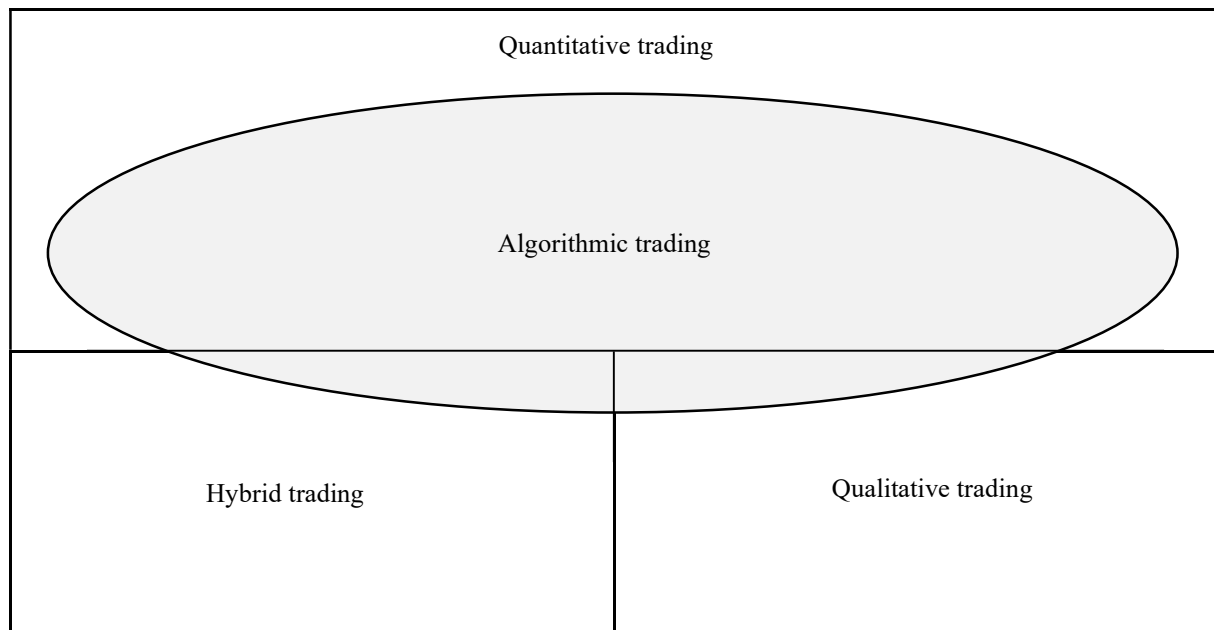 Quantitative trading
Algorithmic trading
Hybrid trading
Qualitative trading